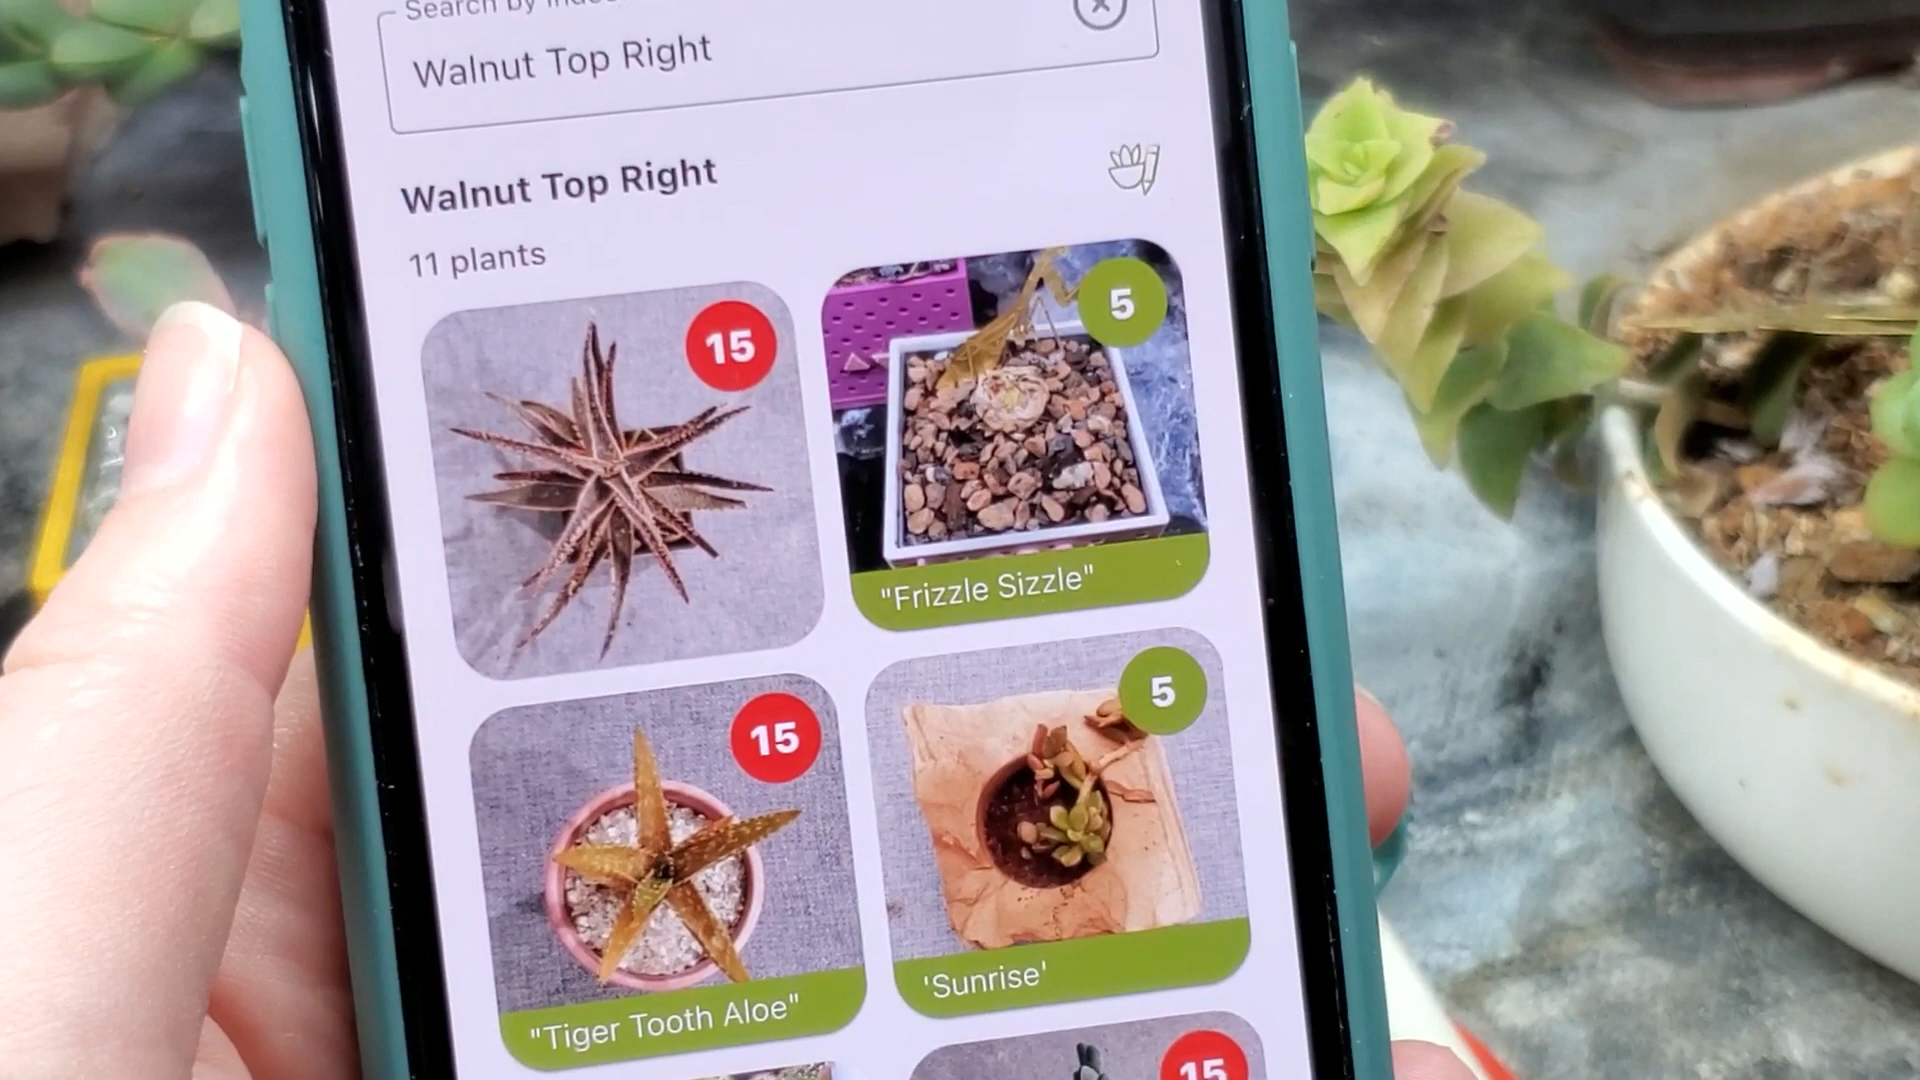 Search by
Walnut Top Right
Walnut Top Right
11 plants
15
5
"Frizzle Sizzle"
15
5
"Tiger Tooth Aloe"
'Sunrise'
15